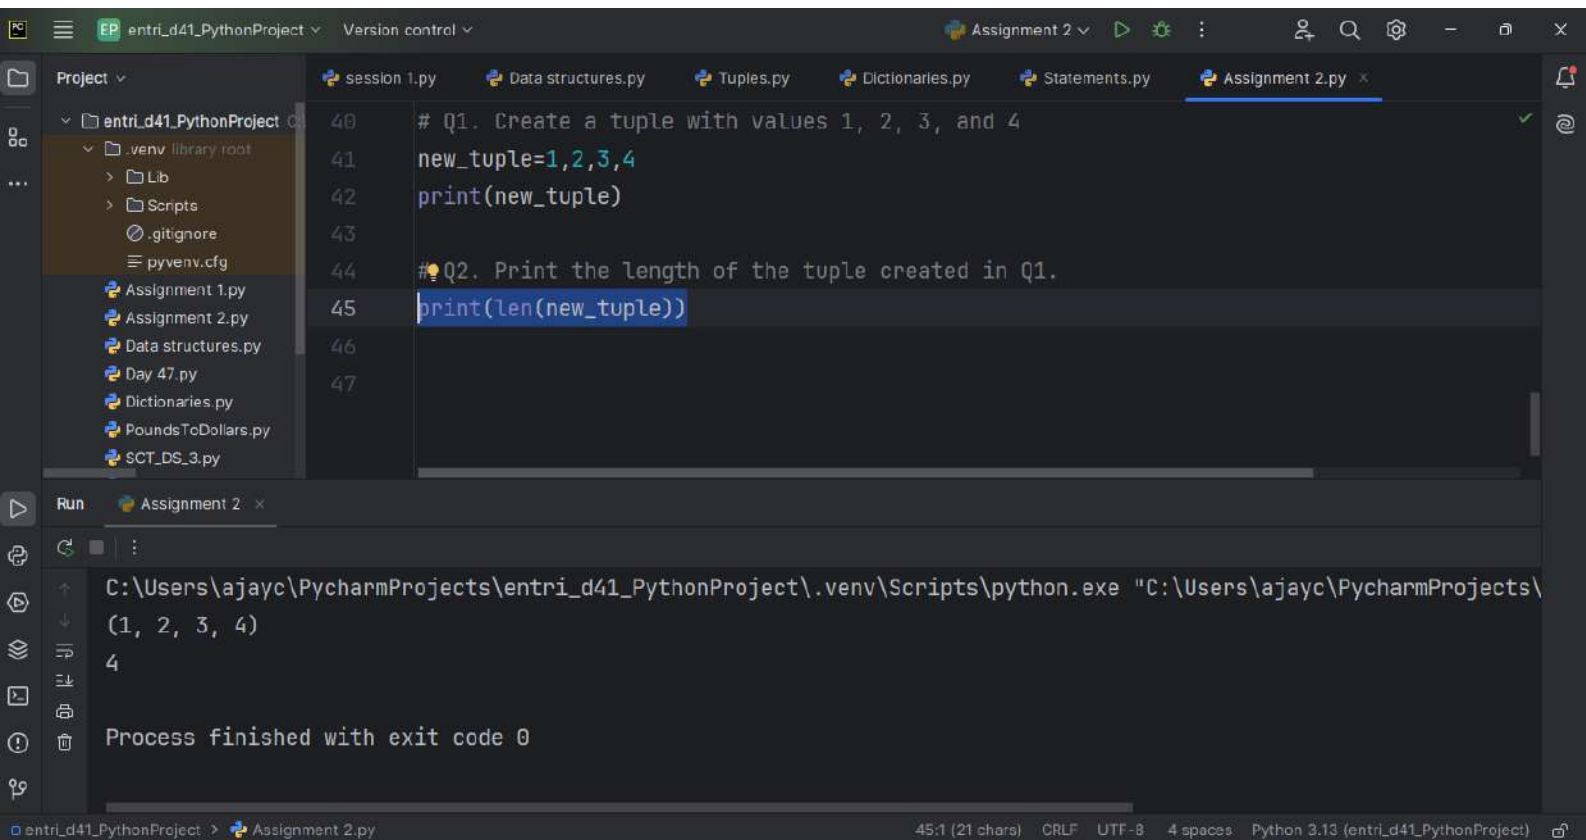 PC
EP entri_d41_PythonProject Version control Assignment 2
Project
session 1.py Data structures.py Tuples.py Dictionaries.py Statements.py Assignment 2.py ×
entri_d41_PythonProject
.venv library root
Lib
Scripts
.gitignore
pyvenv.cfg
Assignment 1.py
Assignment 2.py
Data structures.py
Day 47.py
Dictionaries.py
PoundsToDollars.py
SCT_DS_3.py
40 # Q1. Create a tuple with values 1, 2, 3, and 4
41 new_tuple=1,2,3,4
42 print(new_tuple)
43
44 # Q2. Print the length of the tuple created in Q1.
45 print(len(new_tuple))
46
47
Run Assignment 2 ×
C:\Users\ajayc\PycharmProjects\entri_d41_PythonProject\.venv\Scripts\python.exe "C:\Users\ajayc\PycharmProjects\
(1, 2, 3, 4)
4
Process finished with exit code 0
entri_d41_PythonProject > Assignment 2.py 45:1 (21 chars) CRLF UTF-8 4 spaces Python 3.13 (entri_d41_PythonProject)